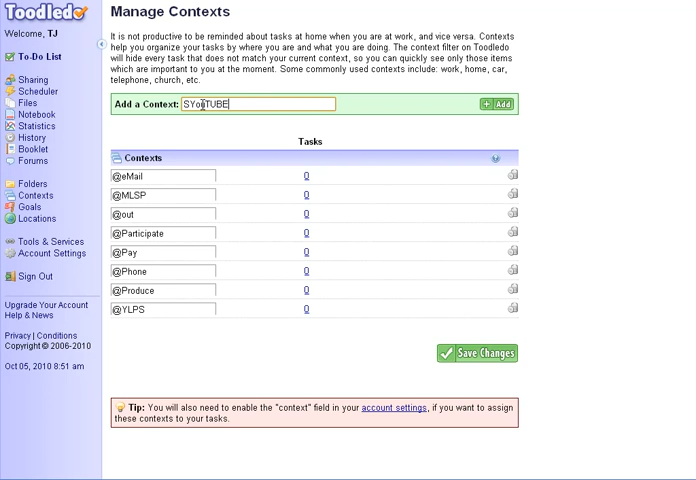 Toodledo
Manage Contexts
Welcome, TJ
To-Do List
Sharing
Scheduler
Files
Notebook
Statistics
History
Booklet
Forums
Folders
Contexts
Goals
Locations
Tools & Services
Account Settings
Sign Out
Upgrade Your Account
Help & News
Privacy | Conditions
Copyright © 2006-2010
Oct 05, 2010 8:51 am
It is not productive to be reminded about tasks at home when you are at work, and vice versa. Contexts
help you organize your tasks by where you are and what you are doing. The context filter on Toodledo
will hide every task that does not match your current context, so you can quickly see only those items
which are important to you at the moment. Some commonly used contexts include: work, home, car,
telephone, church, etc.
Add a Context: SYouTUBE
+ Add
Tasks
Contexts
@eMail 0
@MLSP 0
@out 0
@Participate 0
@Pay 0
@Phone 0
@Produce 0
@YLPS 0
Save Changes
Tip: You will also need to enable the "context" field in your account settings, if you want to assign
these contexts to your tasks.